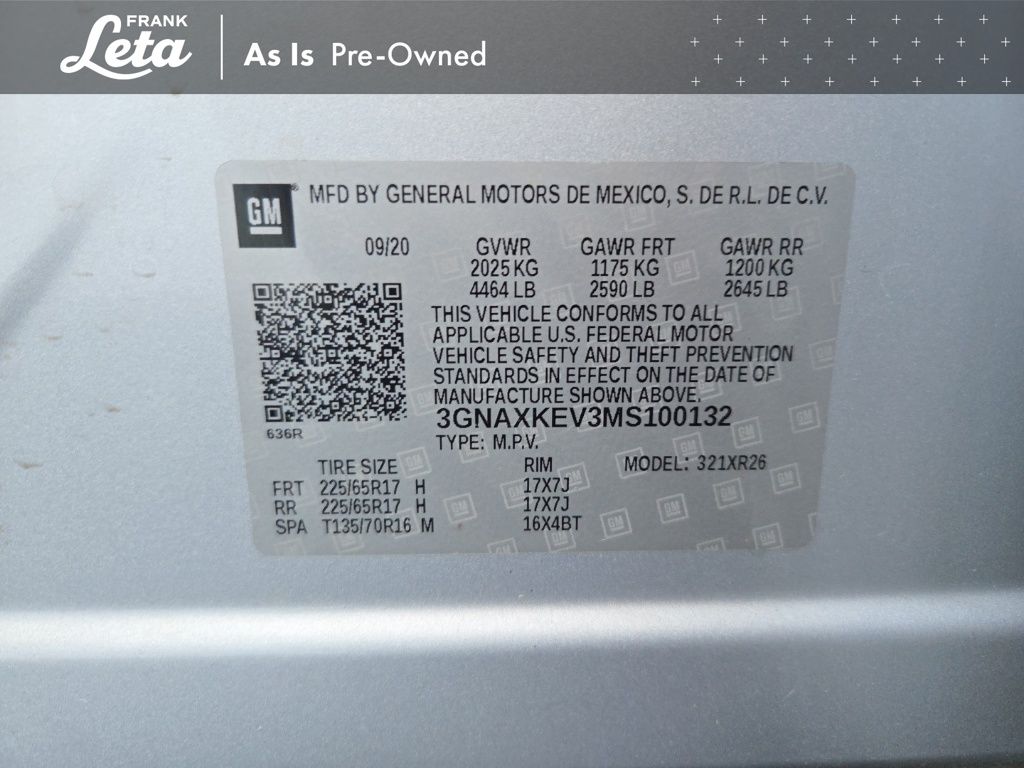 FRANK
Leta
As Is Pre-Owned
GM
MFD BY GENERAL MOTORS DE MEXICO, S. DE R.L. DE C.V.
09/20 GVWR GAWR FRT GAWR RR
2025 KG 1175 KG 1200 KG
4464 LB 2590 LB 2645 LB
THIS VEHICLE CONFORMS TO ALL
APPLICABLE U.S. FEDERAL MOTOR
VEHICLE SAFETY AND THEFT PREVENTION
STANDARDS IN EFFECT ON THE DATE OF
MANUFACTURE SHOWN ABOVE.
3GNAXKEV3MS100132
636R
TYPE: M.P.V.
TIRE SIZE RIM MODEL: 321XR26
FRT 225/65R17 H 17X7J
RR 225/65R17 H 17X7J
SPA T135/70R16 M 16X4BT